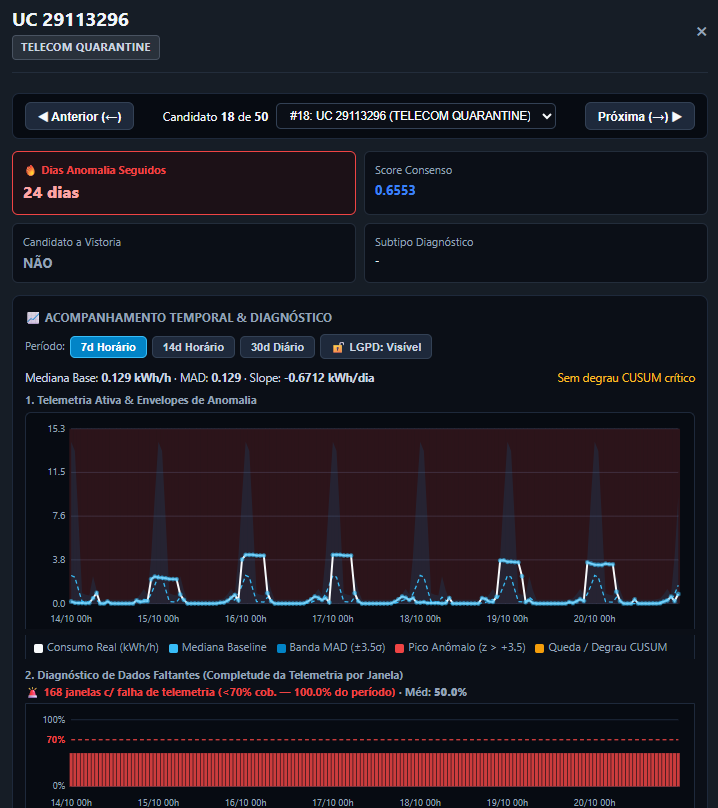 UC 29113296
×
TELECOM QUARANTINE
◀ Anterior (←)
Candidato 18 de 50
#18: UC 29113296 (TELECOM QUARANTINE)
Próxima (→) ▶
🔥 Dias Anomalia Seguidos
24 dias
Score Consenso
0.6553
Candidato a Vistoria
NÃO
Subtipo Diagnóstico
-
📈 ACOMPANHAMENTO TEMPORAL & DIAGNÓSTICO
Período: 7d Horário 14d Horário 30d Diário 🔓 LGPD: Visível
Mediana Base: 0.129 kWh/h · MAD: 0.129 · Slope: -0.6712 kWh/dia
Sem degrau CUSUM crítico
1. Telemetria Ativa & Envelopes de Anomalia
15.3
11.5
7.6
3.8
0.0
14/10 00h 15/10 00h 16/10 00h 17/10 00h 18/10 00h 19/10 00h 20/10 00h
Consumo Real (kWh/h) Mediana Baseline Banda MAD (±3.5σ) Pico Anômalo (z > +3.5) Queda / Degrau CUSUM
2. Diagnóstico de Dados Faltantes (Completude da Telemetria por Janela)
🚨 168 janelas c/ falha de telemetria (<70% cob. — 100.0% do período) · Méd: 50.0%
100%
70%
0%
14/10 00h 15/10 00h 16/10 00h 17/10 00h 18/10 00h 19/10 00h 20/10 00h